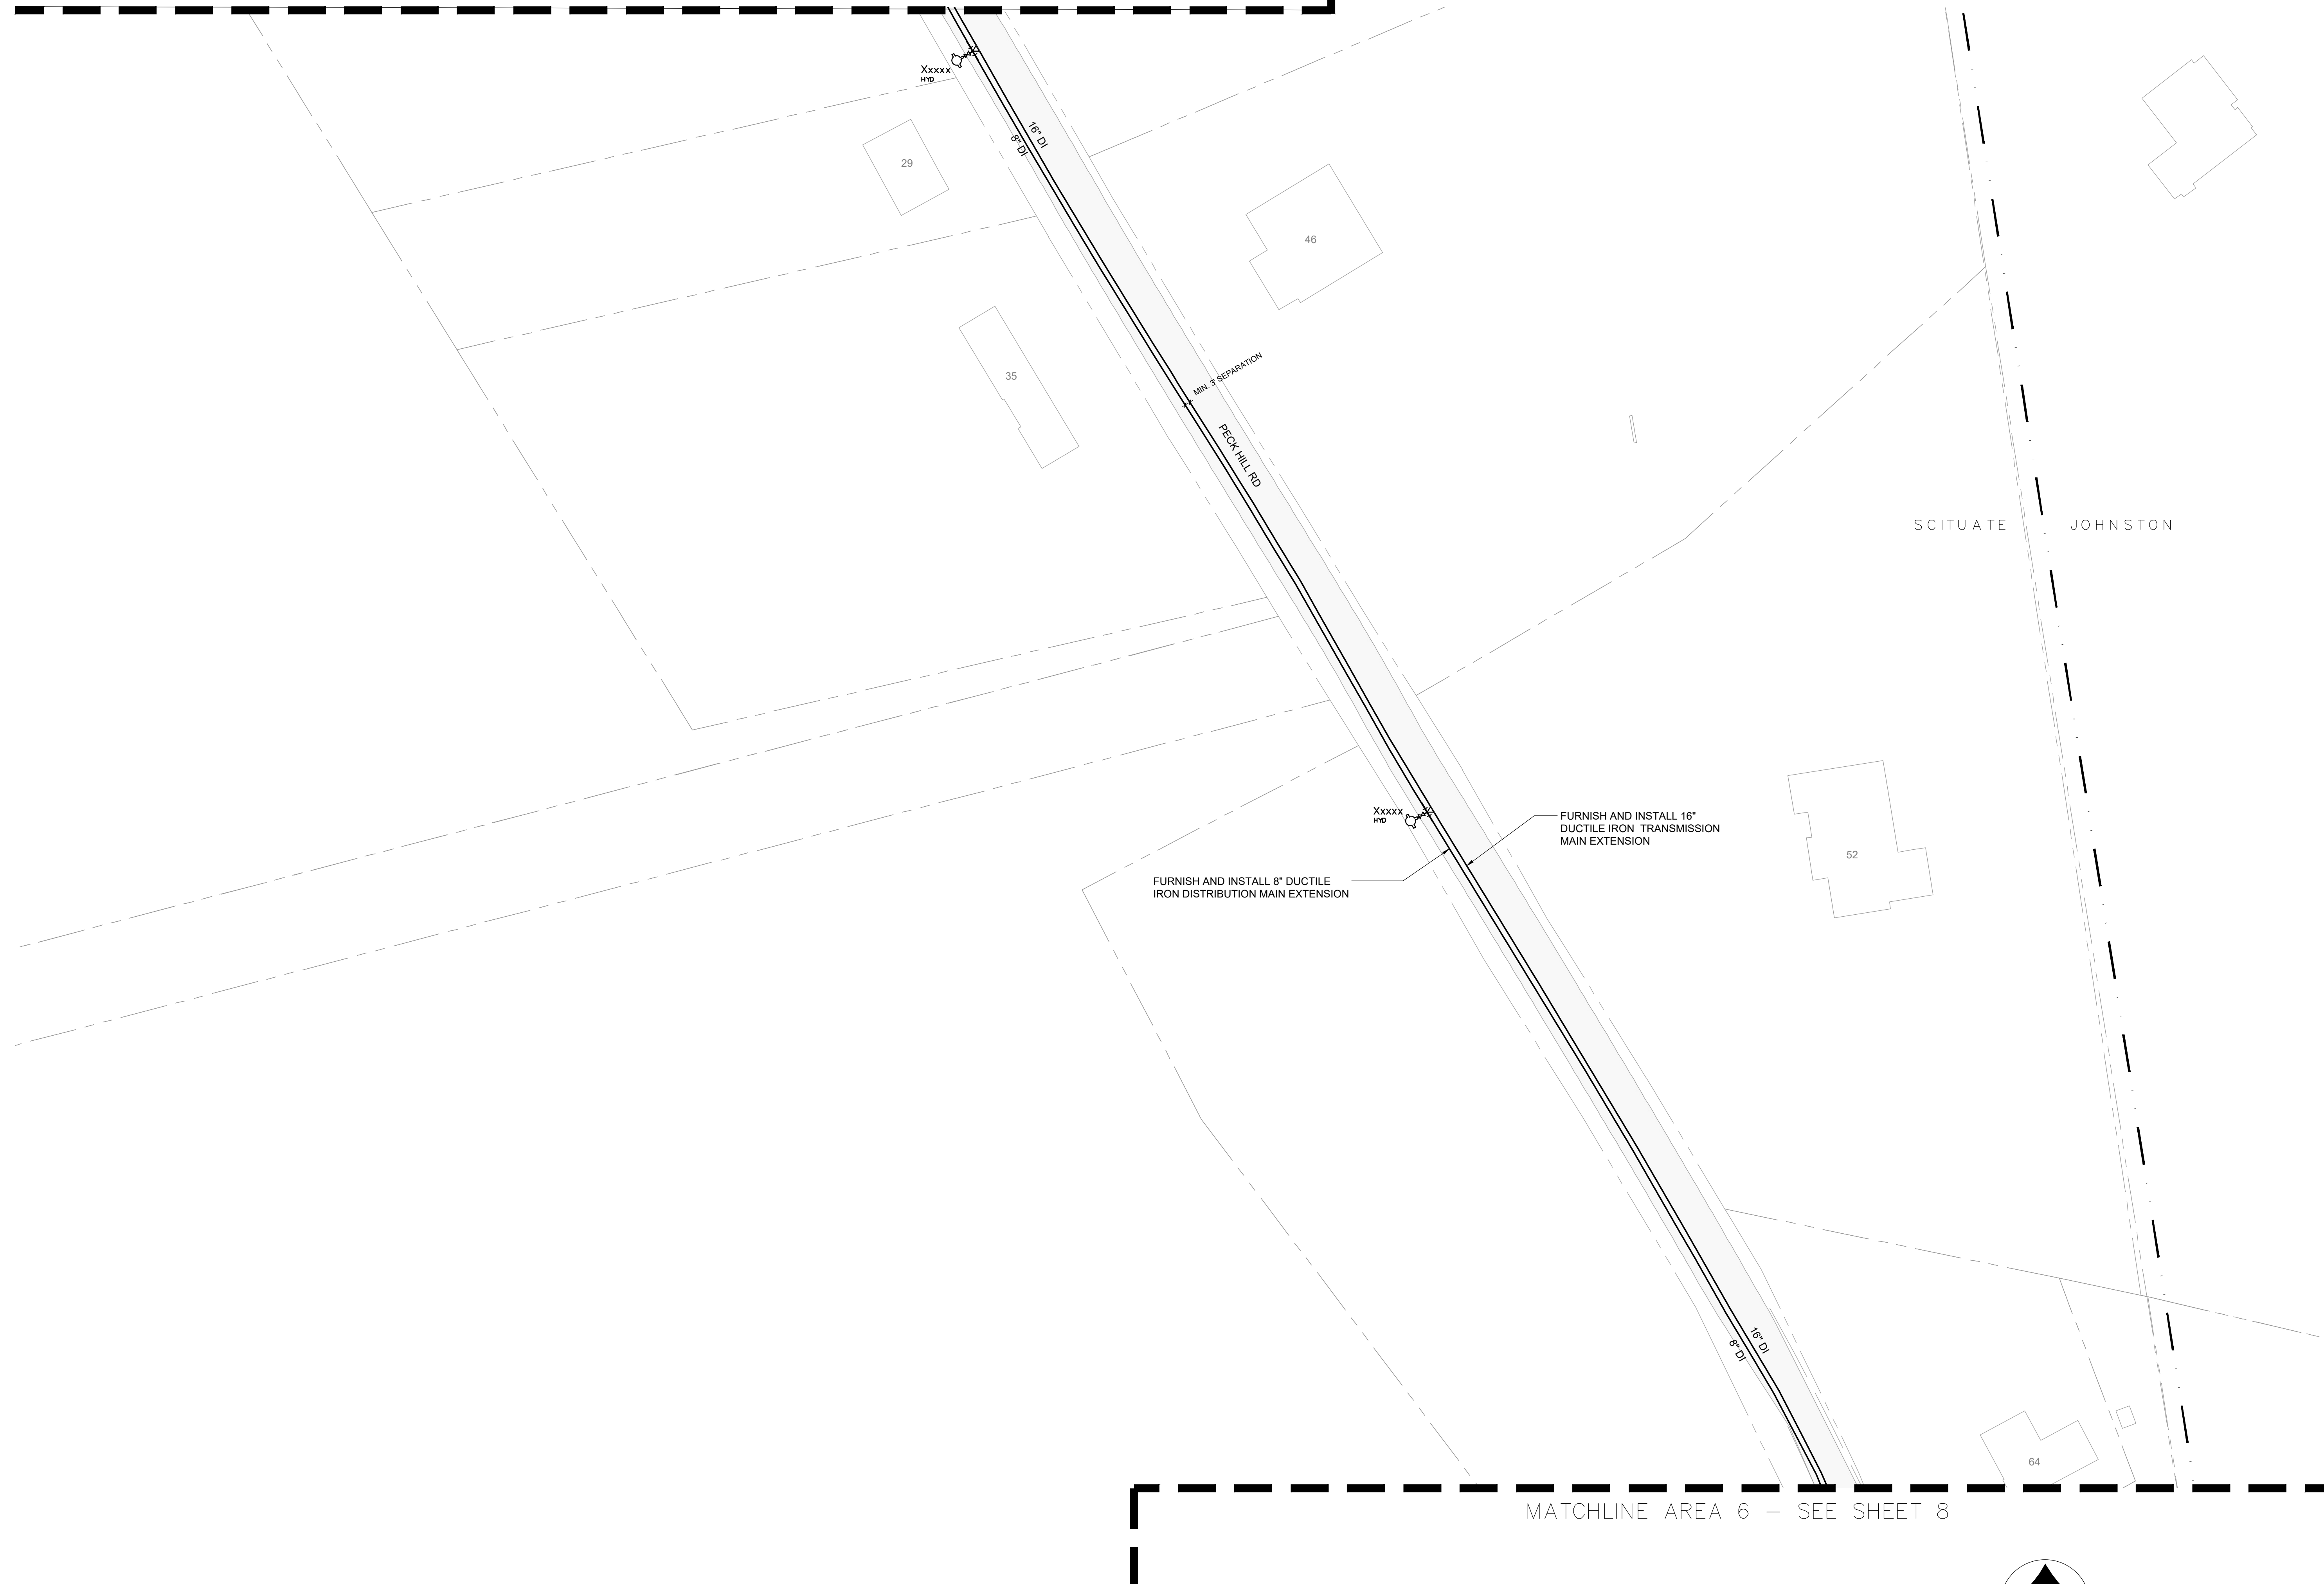 Xxxxx
HYD
16" DI
8" DI
29
46
35
MIN. 3' SEPARATION
PECK HILL RD
SCITUATE
JOHNSTON
Xxxxx
HYD
FURNISH AND INSTALL 16"
DUCTILE IRON TRANSMISSION
MAIN EXTENSION
52
FURNISH AND INSTALL 8" DUCTILE
IRON DISTRIBUTION MAIN EXTENSION
16" DI
8" DI
64
MATCHLINE AREA 6 – SEE SHEET 8